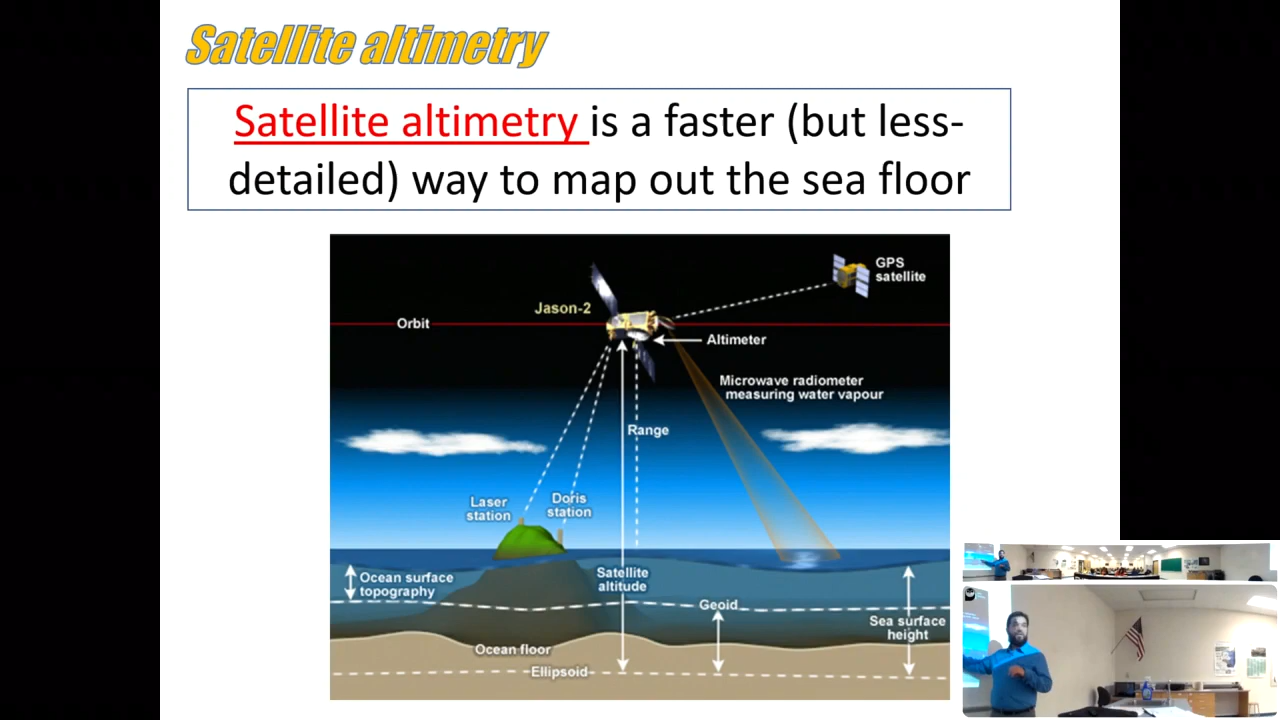 Satellite altimetry
Satellite altimetry is a faster (but less-
detailed) way to map out the sea floor
GPS
satellite
Jason-2
Orbit
Altimeter
Microwave radiometer
measuring water vapour
Range
Laser
station
Doris
station
Ocean surface
topography
Satellite
altitude
Geoid
Sea surface
height
Ocean floor
Ellipsoid